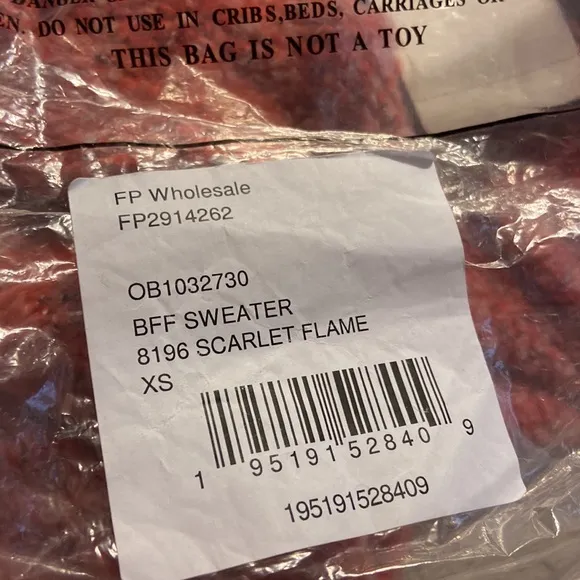 DO NOT USE IN CRIBS,BEDS, CARRIAGES OR
THIS BAG IS NOT A TOY
FP Wholesale
FP2914262
OB1032730
BFF SWEATER
8196 SCARLET FLAME
XS
1 95191 52840 9
195191528409